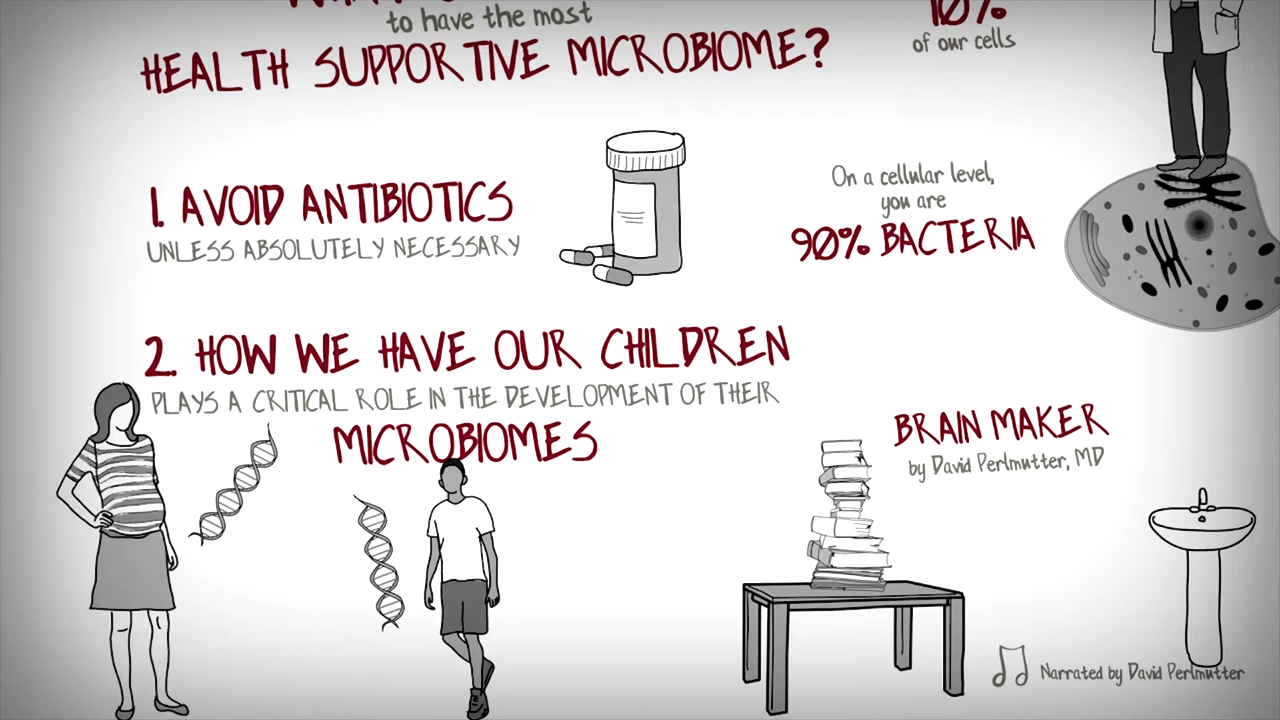 to have the most
HEALTH SUPPORTIVE MICROBIOME?
10%
of our cells
1. AVOID ANTIBIOTICS
UNLESS ABSOLUTELY NECESSARY
On a cellular level,
you are
90% BACTERIA
2. HOW WE HAVE OUR CHILDREN
PLAYS A CRITICAL ROLE IN THE DEVELOPMENT OF THEIR
MICROBIOMES
BRAIN MAKER
by David Perlmutter, MD
Narrated by David Perlmutter